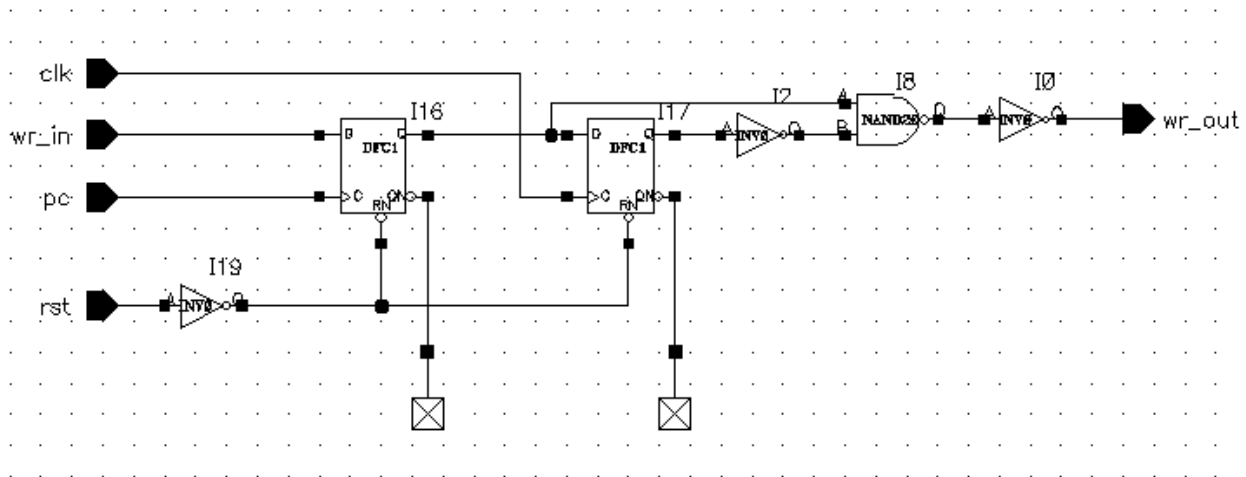 clk
wr_in
pc
rst
I19
INV0
A
Q
I16
D
Q
DFC1
C
QN
RN
I17
D
Q
DFC1
C
QN
RN
I2
A
INV0
Q
I8
A
B
NAND20
Q
I0
A
INV0
Q
wr_out